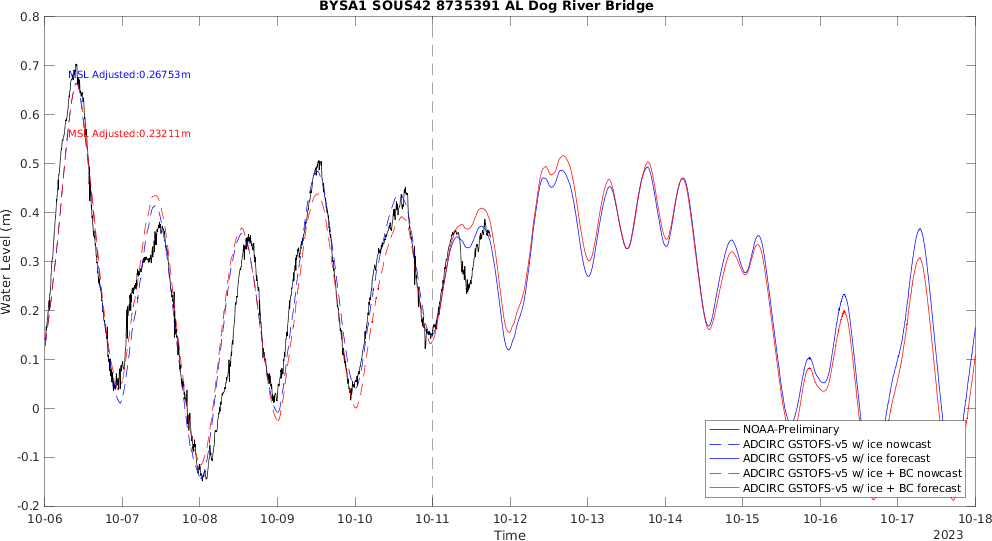 BYSA1 SOUS42 8735391 AL Dog River Bridge
0.8
0.7
0.6
0.5
0.4
0.3
0.2
0.1
0
-0.1
-0.2
Water Level (m)
MSL Adjusted:0.26753m
MSL Adjusted:0.23211m
NOAA-Preliminary
ADCIRC GSTOFS-v5 w/ ice nowcast
ADCIRC GSTOFS-v5 w/ ice forecast
ADCIRC GSTOFS-v5 w/ ice + BC nowcast
ADCIRC GSTOFS-v5 w/ ice + BC forecast
10-06 10-07 10-08 10-09 10-10 10-11 10-12 10-13 10-14 10-15 10-16 10-17 10-18
Time
2023